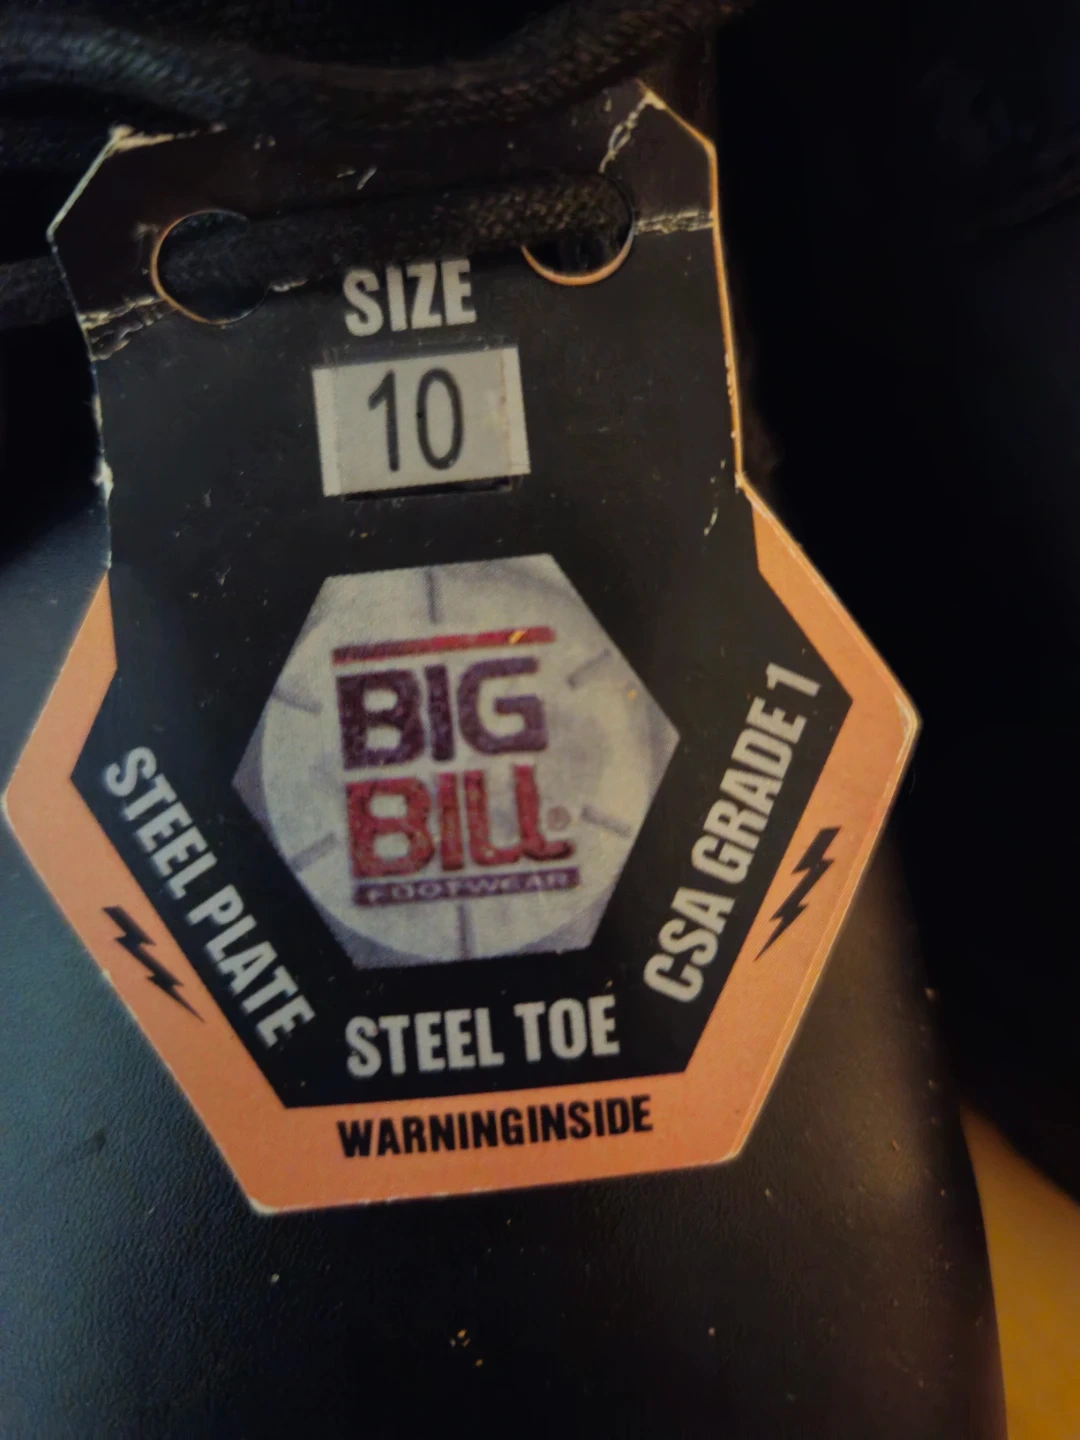 SIZE
10
BIG
BILL®
FOOTWEAR
STEEL PLATE
STEEL TOE
CSA GRADE 1
WARNINGINSIDE